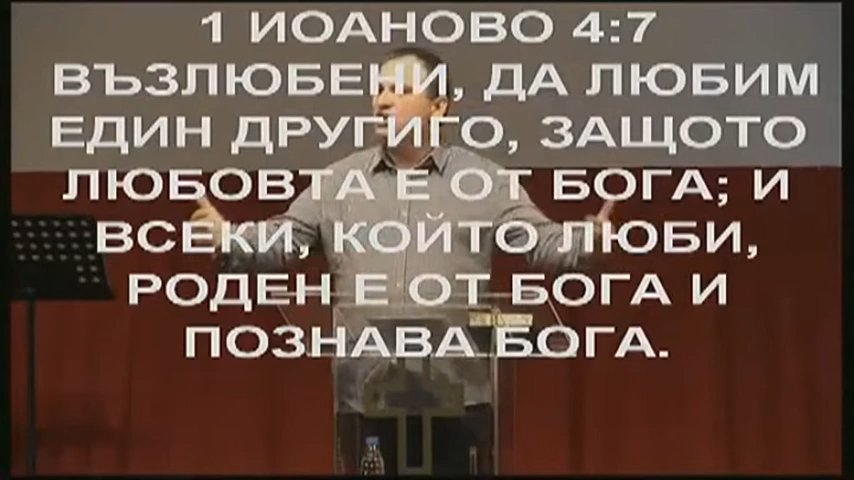 1 ИОАНОВО 4:7
ВЪЗЛЮБЕНИ, ДА ЛЮБИМ
ЕДИН ДРУГИГО, ЗАЩОТО
ЛЮБОВТА Е ОТ БОГА; И
ВСЕКИ, КОЙТО ЛЮБИ,
РОДЕН Е ОТ БОГА И
ПОЗНАВА БОГА.